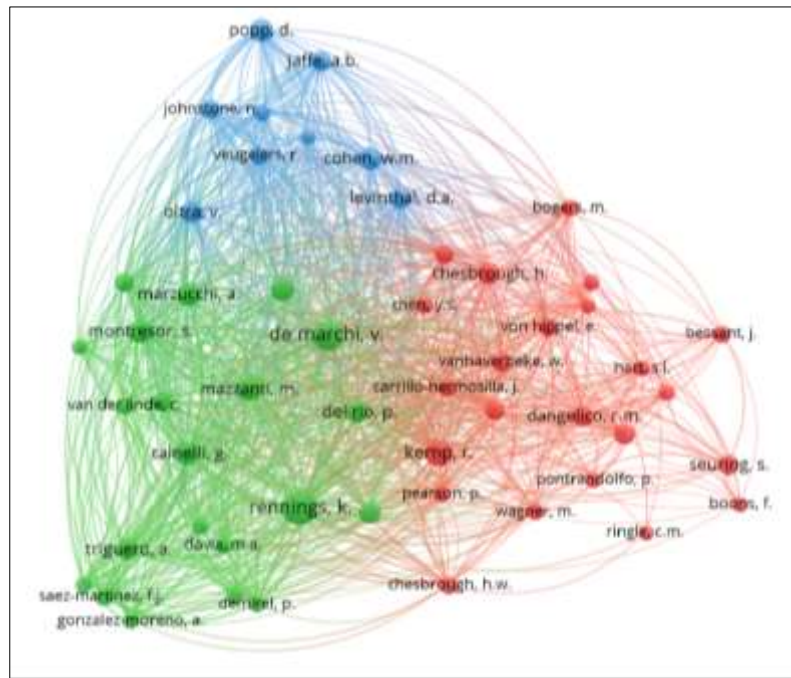 popp, d.
jaffe, a.b.
johnstone, n.
veugelers, r.
cohen, w.m.
levinthal, d.a.
oltra, v.
bogers, m.
chesbrough, h.
marzucchi, a.
chen, y.s.
montresor, s.
de marchi, v.
von hippel, e.
bessant, j.
vanhaverbeke, w.
hart, s.l.
mazzanti, m.
carrillo-hermosilla, j.
van der linde, c.
del rio, p.
dangelico, r.m.
cainelli, g.
kemp, r.
seuring, s.
pontrandolfo, p.
pearson, p.
rennings, k.
wagner, m.
boons, f.
ringle, c.m.
triguero, a.
davia, m.a.
chesbrough, h.w.
saez-martinez, f.j.
demirel, p.
gonzalez-moreno, a.